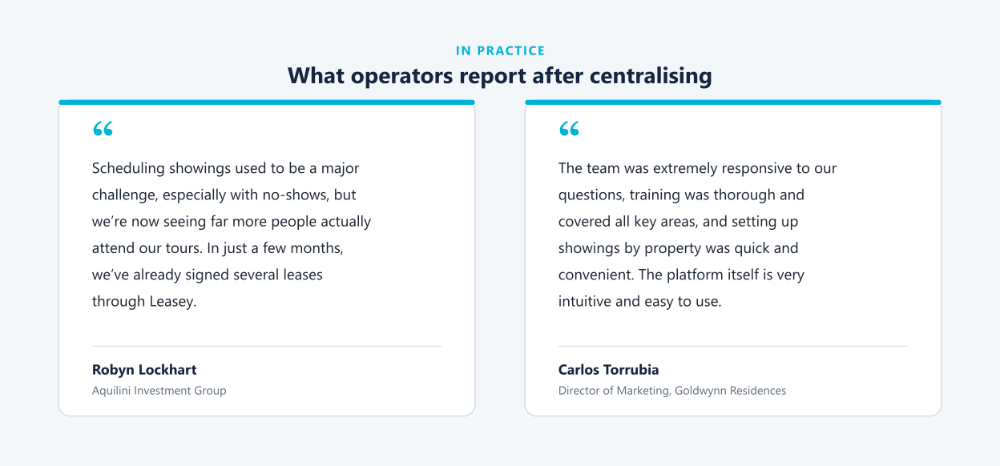 IN PRACTICE
What operators report after centralising
“
Scheduling showings used to be a major
challenge, especially with no-shows, but
we’re now seeing far more people actually
attend our tours. In just a few months,
we’ve already signed several leases
through Leasey.
Robyn Lockhart
Aquilini Investment Group
“
The team was extremely responsive to our
questions, training was thorough and
covered all key areas, and setting up
showings by property was quick and
convenient. The platform itself is very
intuitive and easy to use.
Carlos Torrubia
Director of Marketing, Goldwynn Residences